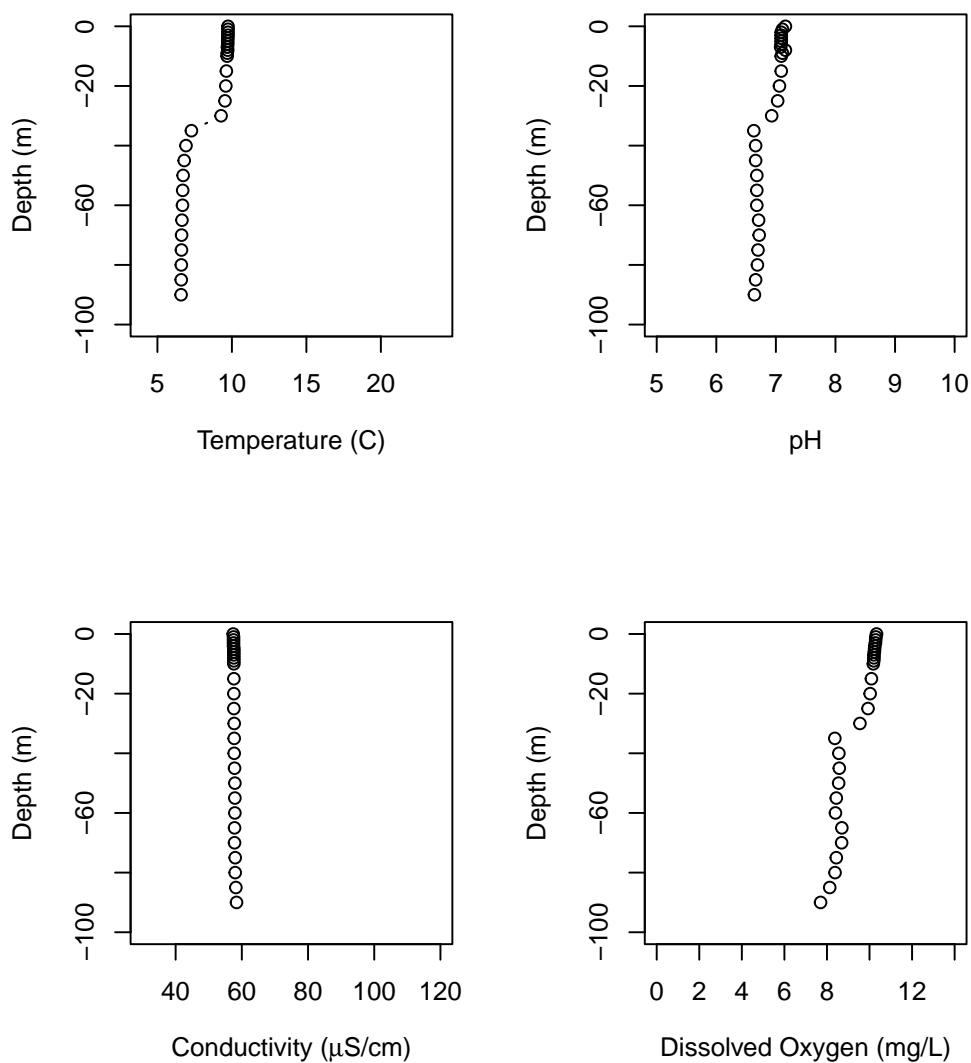 0
−20
−60
−100
Depth (m)
5 10 15 20
Temperature (C)
0
−20
−60
−100
Depth (m)
5 6 7 8 9 10
pH
0
−20
−60
−100
Depth (m)
40 60 80 100 120
Conductivity (μS/cm)
0
−20
−60
−100
Depth (m)
0 2 4 6 8 12
Dissolved Oxygen (mg/L)